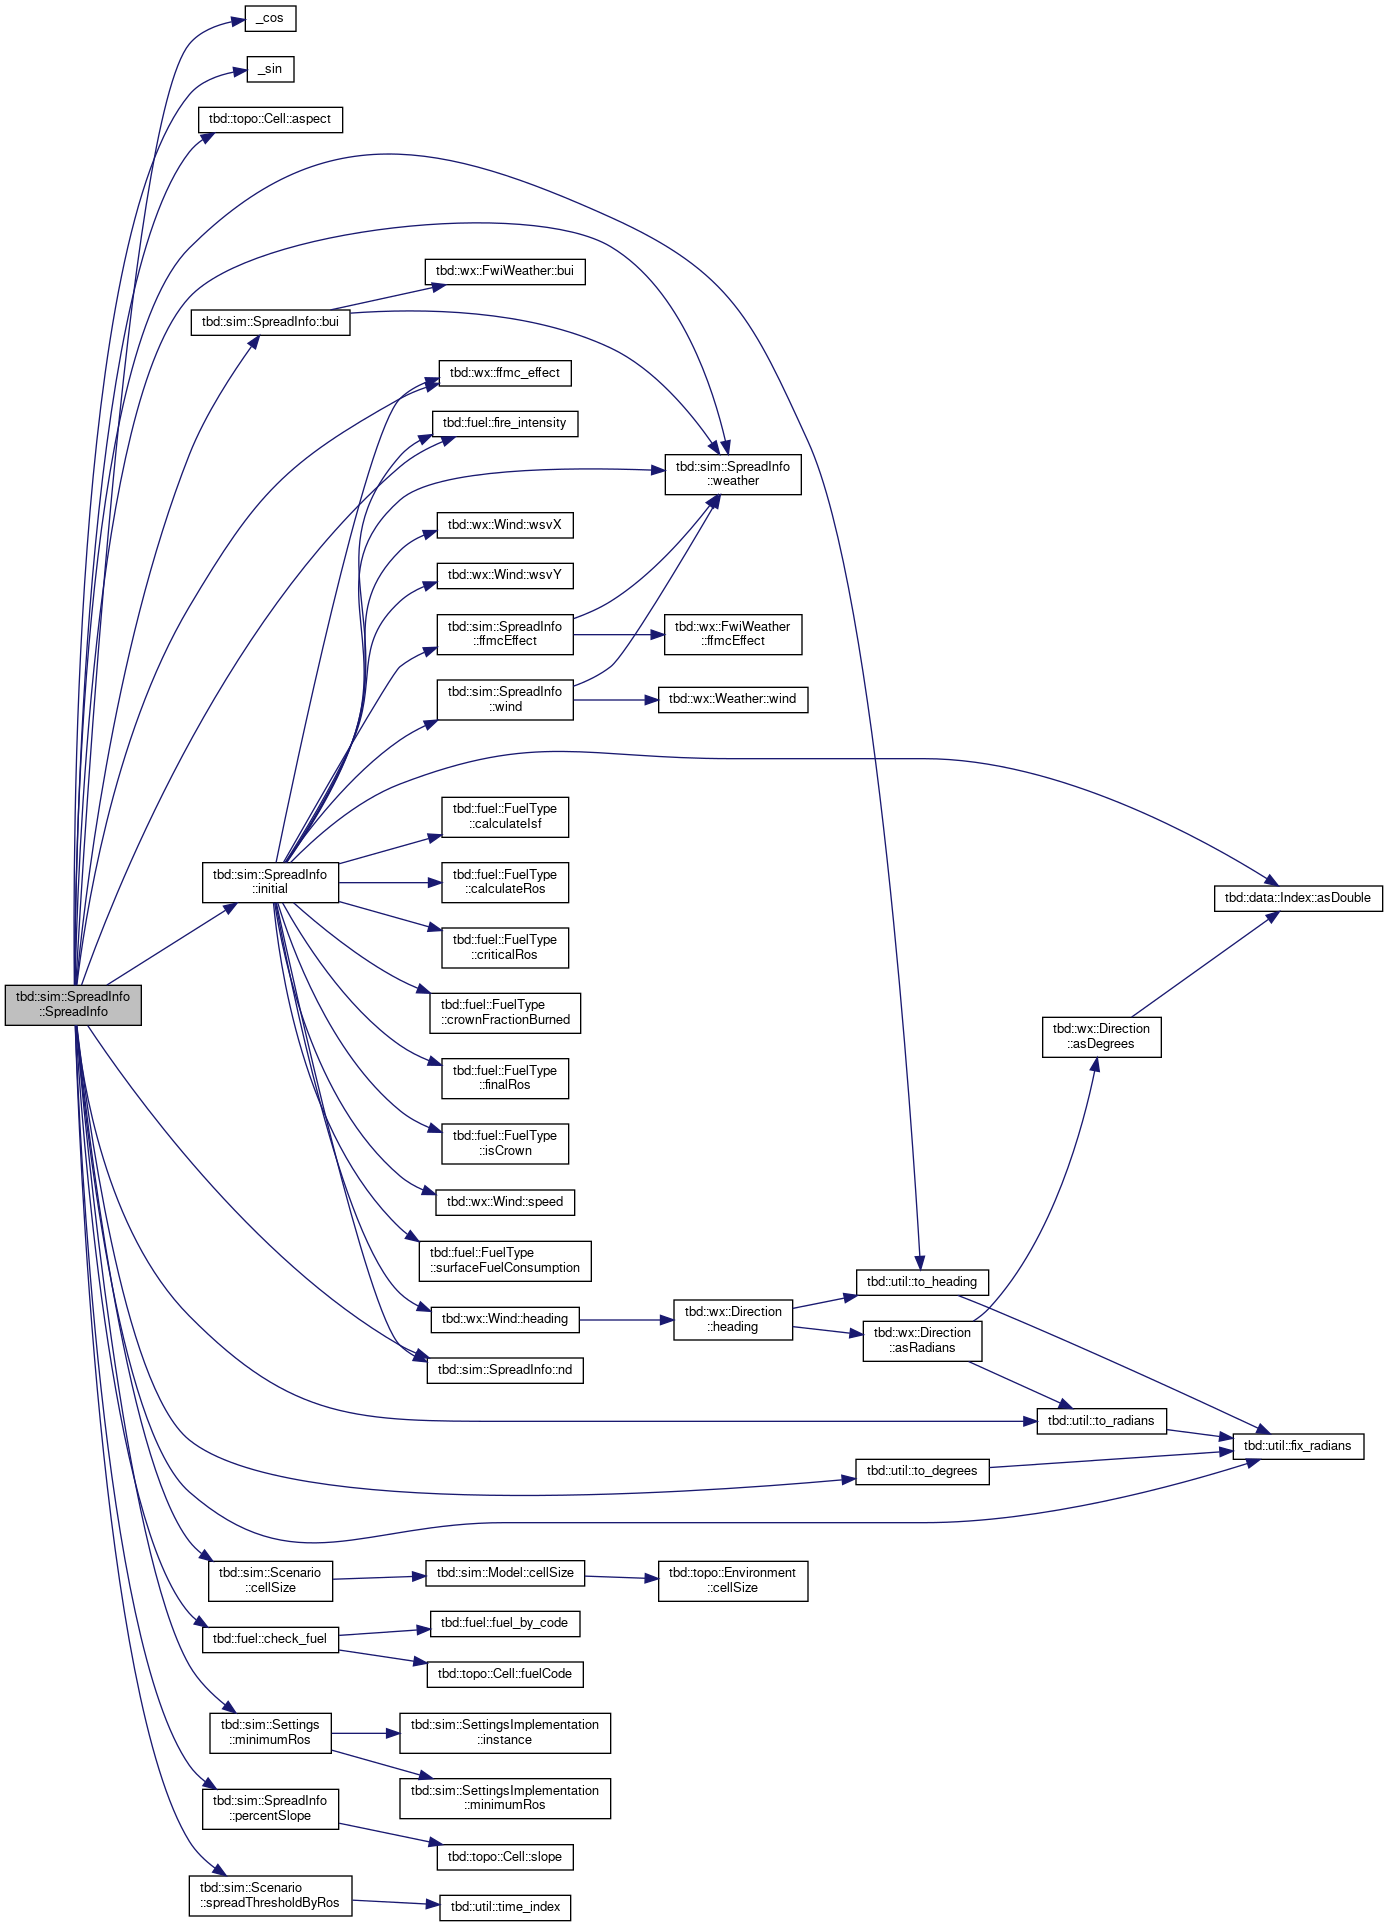 _cos
_sin
tbd::topo::Cell::aspect
tbd::wx::FwiWeather::bui
tbd::sim::SpreadInfo::bui
tbd::wx::ffmc_effect
tbd::fuel::fire_intensity
tbd::sim::SpreadInfo
::weather
tbd::wx::Wind::wsvX
tbd::wx::Wind::wsvY
tbd::sim::SpreadInfo
::ffmcEffect
tbd::wx::FwiWeather
::ffmcEffect
tbd::sim::SpreadInfo
::wind
tbd::wx::Weather::wind
tbd::fuel::FuelType
::calculateIsf
tbd::sim::SpreadInfo
::initial
tbd::fuel::FuelType
::calculateRos
tbd::data::Index::asDouble
tbd::fuel::FuelType
::criticalRos
tbd::sim::SpreadInfo
::SpreadInfo
tbd::fuel::FuelType
::crownFractionBurned
tbd::wx::Direction
::asDegrees
tbd::fuel::FuelType
::finalRos
tbd::fuel::FuelType
::isCrown
tbd::wx::Wind::speed
tbd::fuel::FuelType
::surfaceFuelConsumption
tbd::util::to_heading
tbd::wx::Wind::heading
tbd::wx::Direction
::heading
tbd::wx::Direction
::asRadians
tbd::sim::SpreadInfo::nd
tbd::util::to_radians
tbd::util::fix_radians
tbd::util::to_degrees
tbd::sim::Scenario
::cellSize
tbd::sim::Model::cellSize
tbd::topo::Environment
::cellSize
tbd::fuel::fuel_by_code
tbd::fuel::check_fuel
tbd::topo::Cell::fuelCode
tbd::sim::Settings
::minimumRos
tbd::sim::SettingsImplementation
::instance
tbd::sim::SettingsImplementation
::minimumRos
tbd::sim::SpreadInfo
::percentSlope
tbd::topo::Cell::slope
tbd::sim::Scenario
::spreadThresholdByRos
tbd::util::time_index